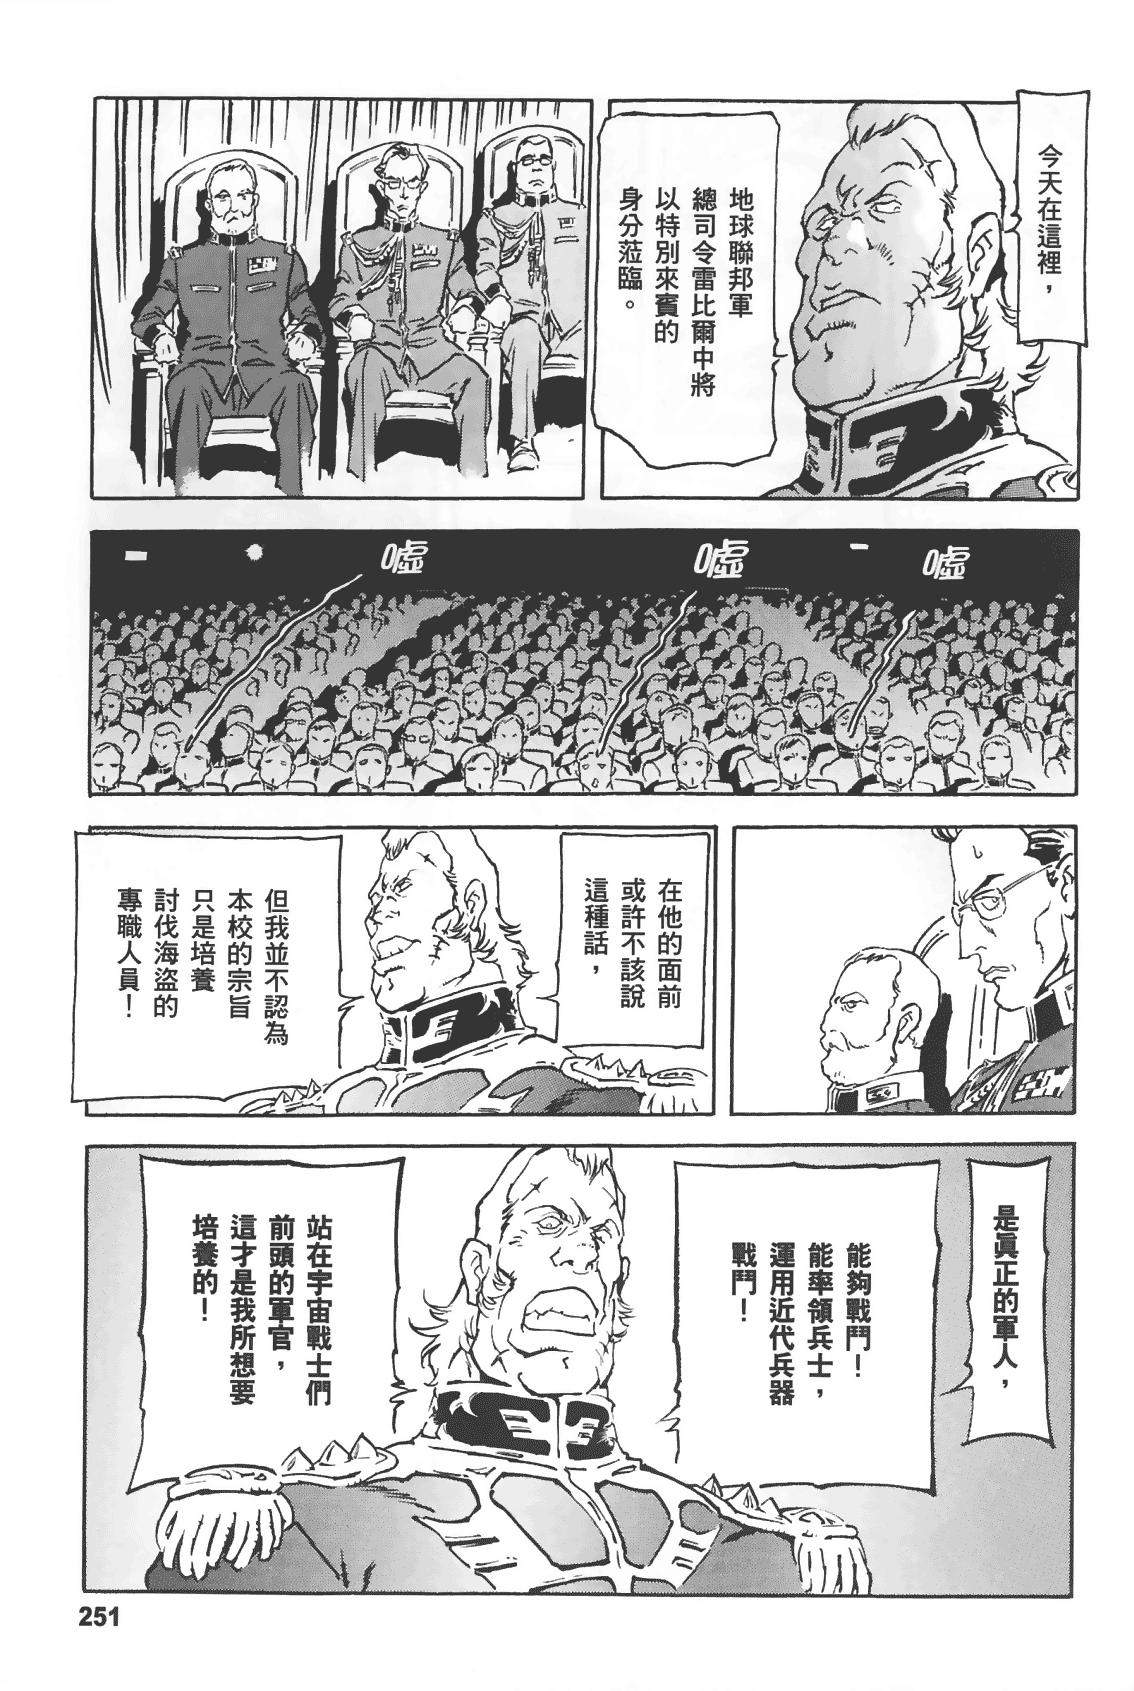 今天在這裡，
地球聯邦軍
總司令雷比爾中將
以特別來賓的
身分蒞臨。
噓
噓
噓
在他的面前
或許不該說
這種話，
但我並不認為
本校的宗旨
只是培養
討伐海盜的
專職人員！
是真正的軍人，
能夠戰鬥！
能率領兵士，
運用近代兵器
戰鬥！
站在宇宙戰士們
前頭的軍官，
這才是我所想要
培養的！
251